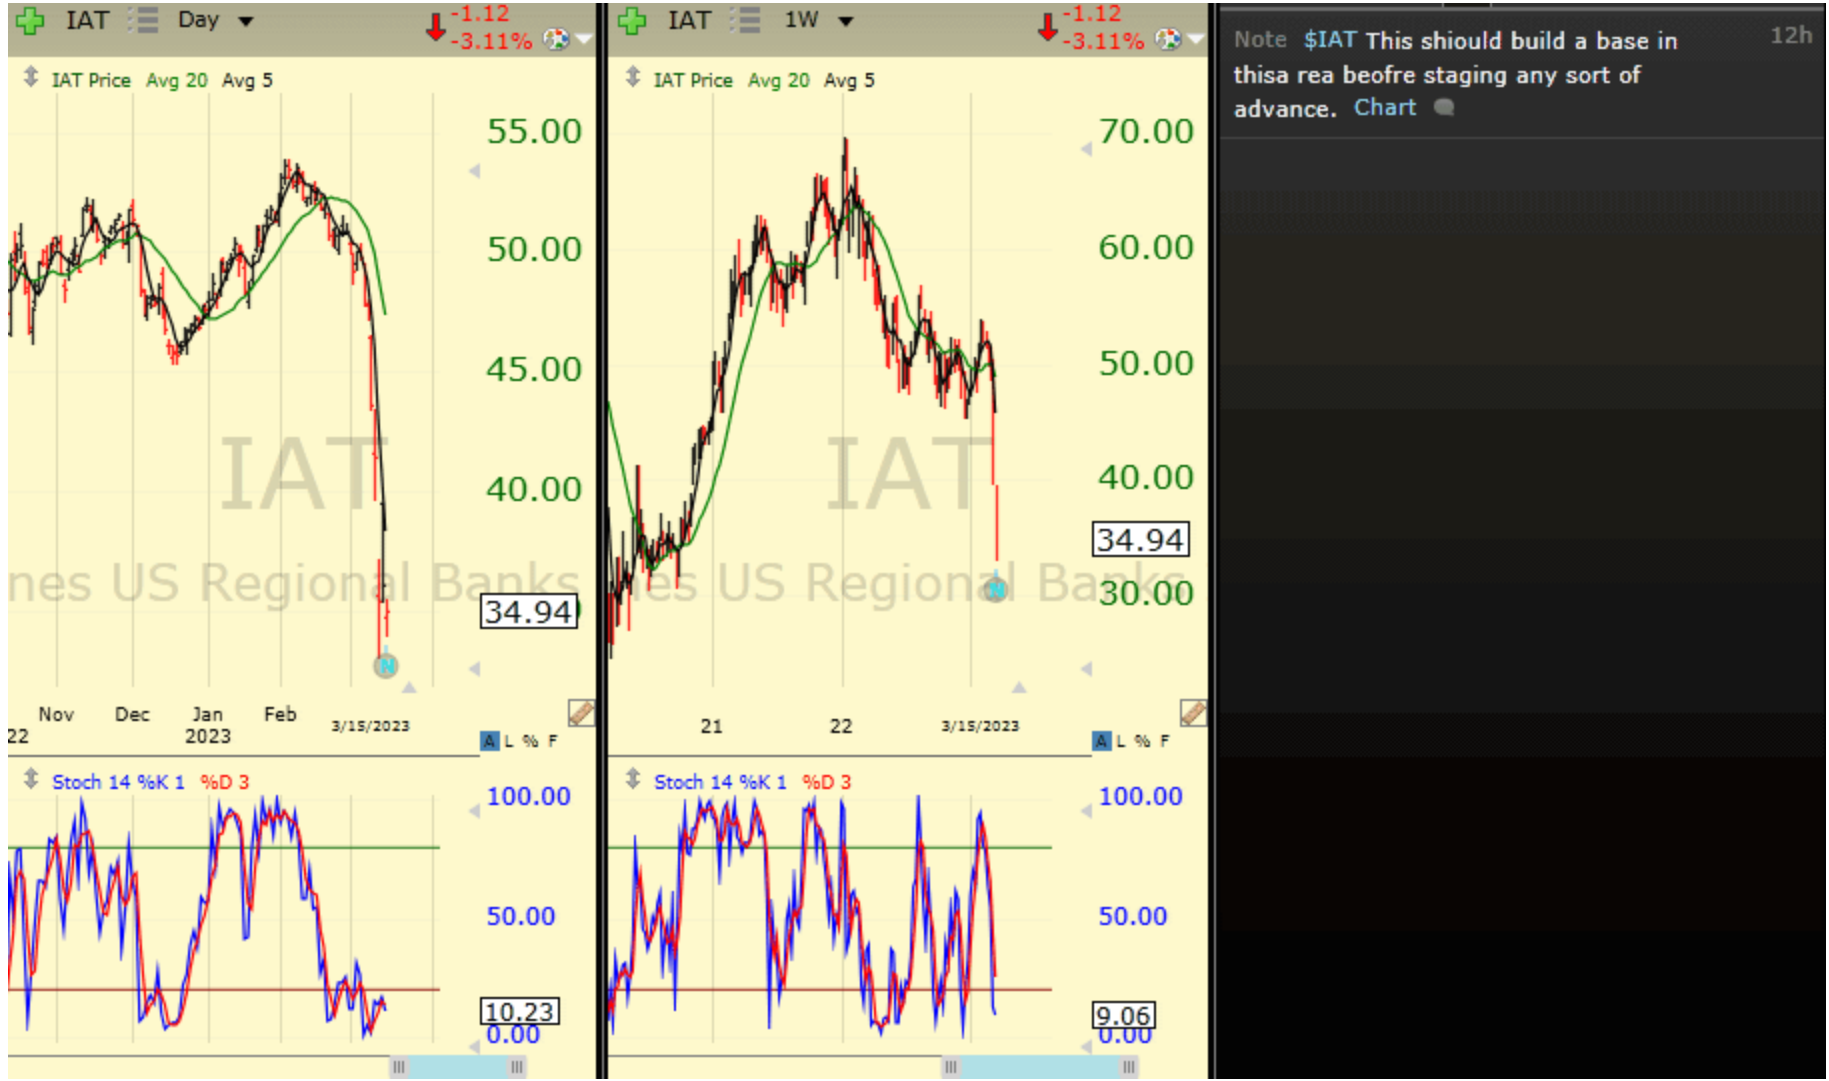 IAT Day
-1.12
-3.11%
IAT Price Avg 20 Avg 5
55.00
50.00
45.00
40.00
34.94
IAT
nes US Regional Banks
Nov Dec Jan Feb 3/15/2023
22 2023
A L % F
Stoch 14 %K 1 %D 3
100.00
50.00
10.23
0.00
IAT 1W
-1.12
-3.11%
IAT Price Avg 20 Avg 5
70.00
60.00
50.00
40.00
34.94
30.00
IAT
es US Regional Banks
N
N
21 22 3/15/2023
A L % F
Stoch 14 %K 1 %D 3
100.00
50.00
9.06
0.00
Note $IAT This shiould build a base in 12h
thisa rea beofre staging any sort of
advance. Chart